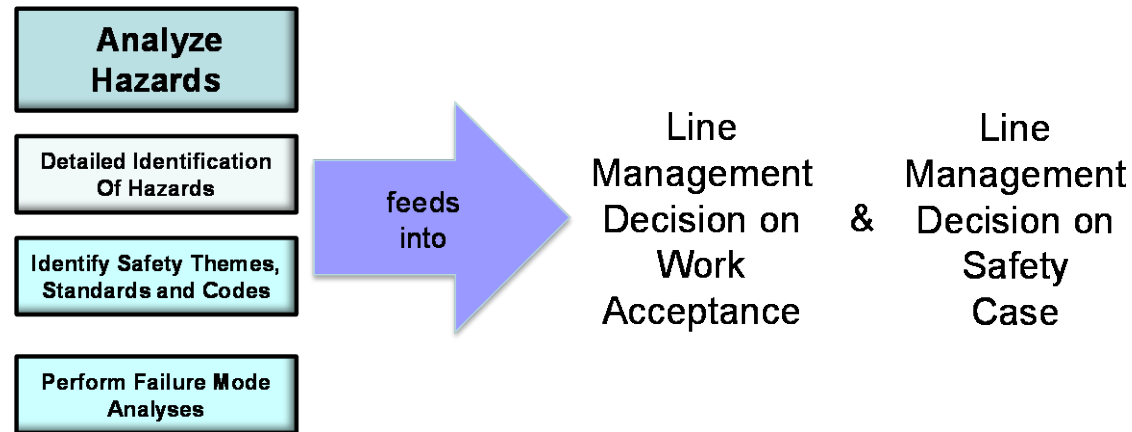 Analyze
Hazards
Detailed Identification
Of Hazards
Identify Safety Themes,
Standards and Codes
Perform Failure Mode
Analyses
feeds
into
Line
Management
Decision on
Work
Acceptance
&
Line
Management
Decision on
Safety
Case